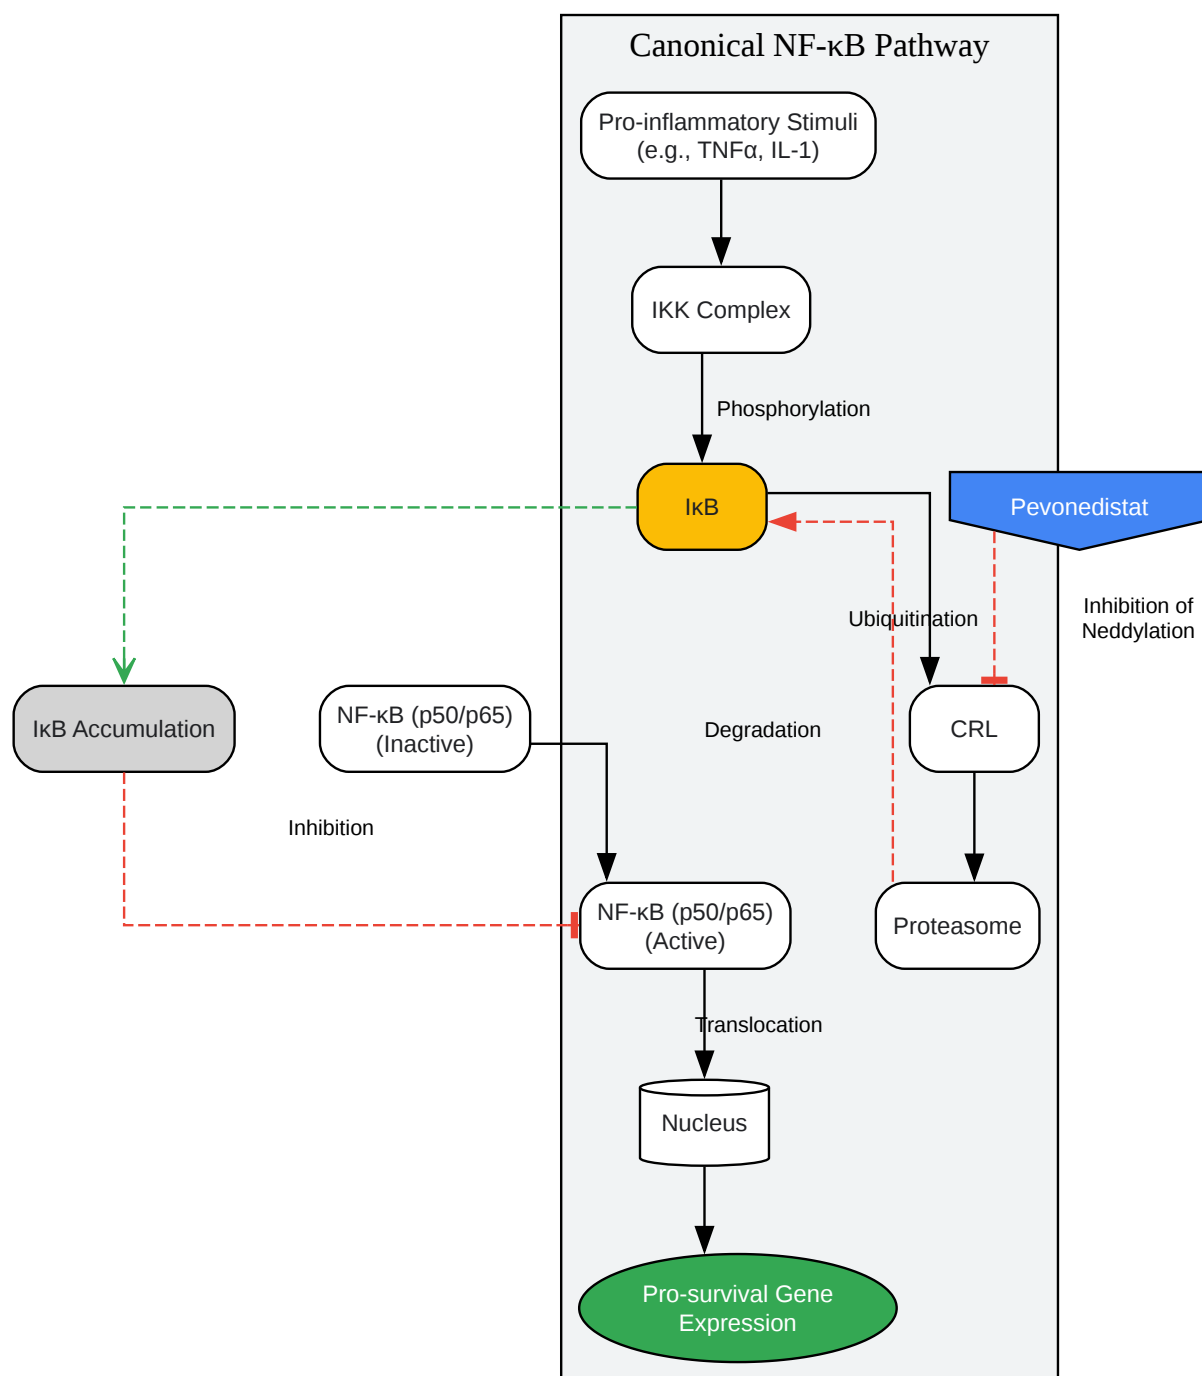 Canonical NF-κB Pathway
Pro-inflammatory Stimuli
(e.g., TNFα, IL-1)
IKK Complex
Phosphorylation
IκB
Pevonedistat
Ubiquitination
Inhibition of
Neddylation
IκB Accumulation
NF-κB (p50/p65)
(Inactive)
Degradation
CRL
Inhibition
NF-κB (p50/p65)
(Active)
Proteasome
Translocation
Nucleus
Pro-survival Gene
Expression